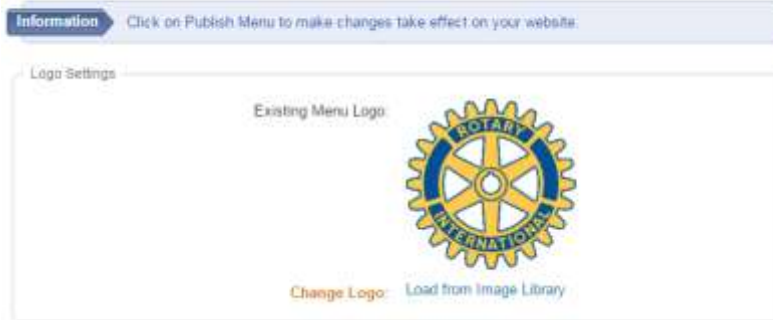 Information Click on Publish Menu to make changes take effect on your website.
Logo Settings
Existing Menu Logo:
ROTARY
INTERNATIONAL
Change Logo: Load from Image Library